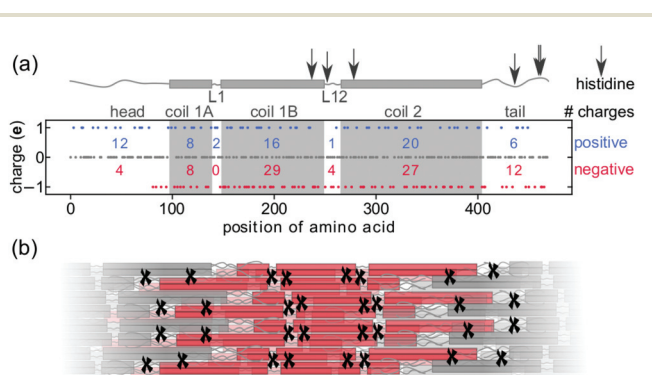 (a)
histidine
L1 L12
head coil 1A coil 1B coil 2 tail # charges
1
12 8 2 16 1 20 6 positive
0
4 8 0 29 4 27 12 negative
−1
charge (e)
0 100 200 300 400
position of amino acid
(b)